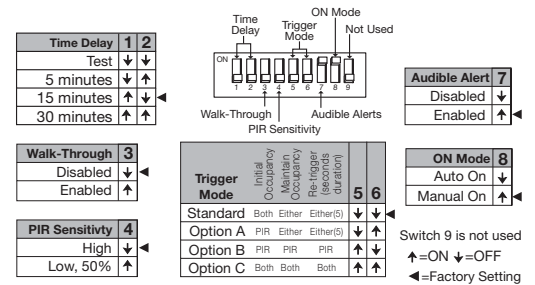 Time Delay 1 2
Test ↓ ↓
5 minutes ↓ ↑
15 minutes ↑ ↓ ◄
30 minutes ↑ ↑
Walk-Through 3
Disabled ↓ ◄
Enabled ↑
PIR Sensitivty 4
High ↓ ◄
Low, 50% ↑
Time Delay
Trigger Mode
ON Mode
Not Used
ON
1 2 3 4 5 6 7 8 9
Walk-Through
PIR Sensitivity
Audible Alerts
Trigger Mode Initial Occupancy Maintain Occupancy Re-trigger (seconds duration) 5 6
Standard Both Either Either(5) ↓ ↓ ◄
Option A PIR Either Either(5) ↓ ↑
Option B PIR PIR PIR ↑ ↓
Option C Both Both Both ↑ ↑
Audible Alert 7
Disabled ↓
Enabled ↑ ◄
ON Mode 8
Auto On ↓
Manual On ↑ ◄
Switch 9 is not used
↑=ON ↓=OFF
◄=Factory Setting